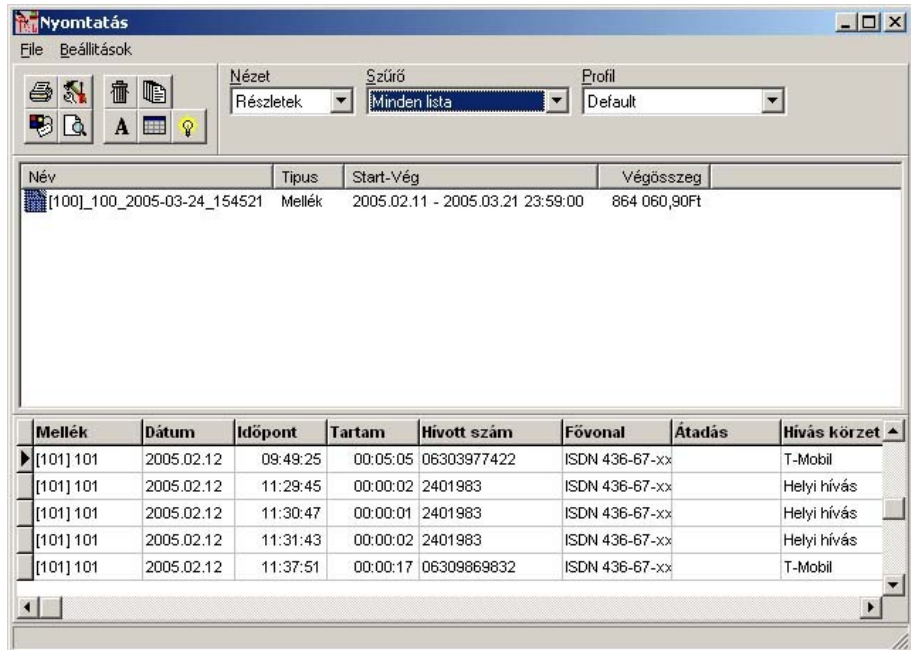 Nyomtatás
File Beállitások
Nézet Szűrő Profil
Részletek Minden lista Default
A
Név Tipus Start-Vég Végösszeg
[100]_100_2005-03-24_154521 Mellék 2005.02.11 - 2005.03.21 23:59:00 864 060,90Ft
Mellék Dátum Időpont Tartam Hívott szám Fővonal Átadás Hívás körzet
[101] 101 2005.02.12 09:49:25 00:05:05 06303977422 ISDN 436-67-xx T-Mobil
[101] 101 2005.02.12 11:29:45 00:00:02 2401983 ISDN 436-67-xx Helyi hívás
[101] 101 2005.02.12 11:30:47 00:00:01 2401983 ISDN 436-67-xx Helyi hívás
[101] 101 2005.02.12 11:31:43 00:00:02 2401983 ISDN 436-67-xx Helyi hívás
[101] 101 2005.02.12 11:37:51 00:00:17 06309869832 ISDN 436-67-xx T-Mobil